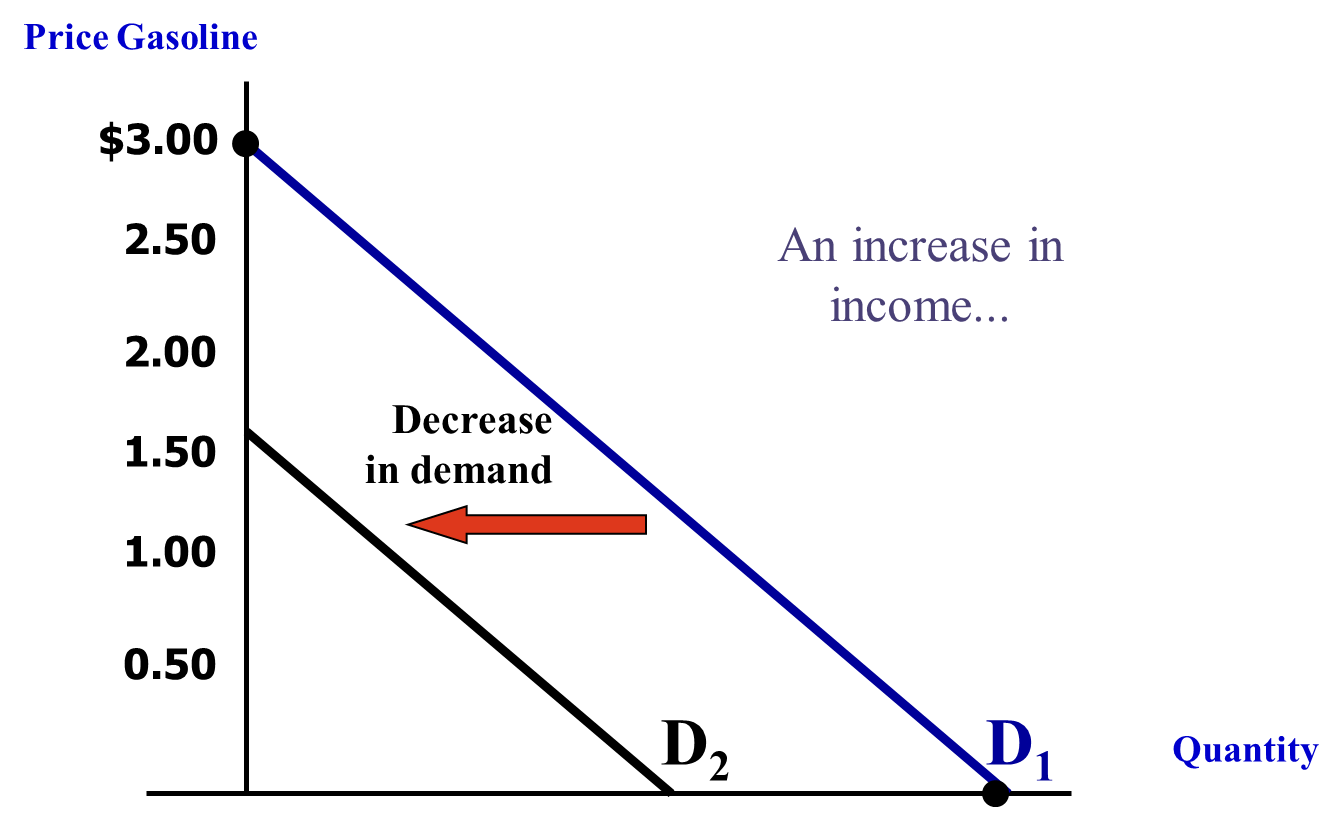 Price Gasoline
$3.00
2.50
An increase in
income...
2.00
Decrease
in demand
1.50
1.00
0.50
D2
D1
Quantity